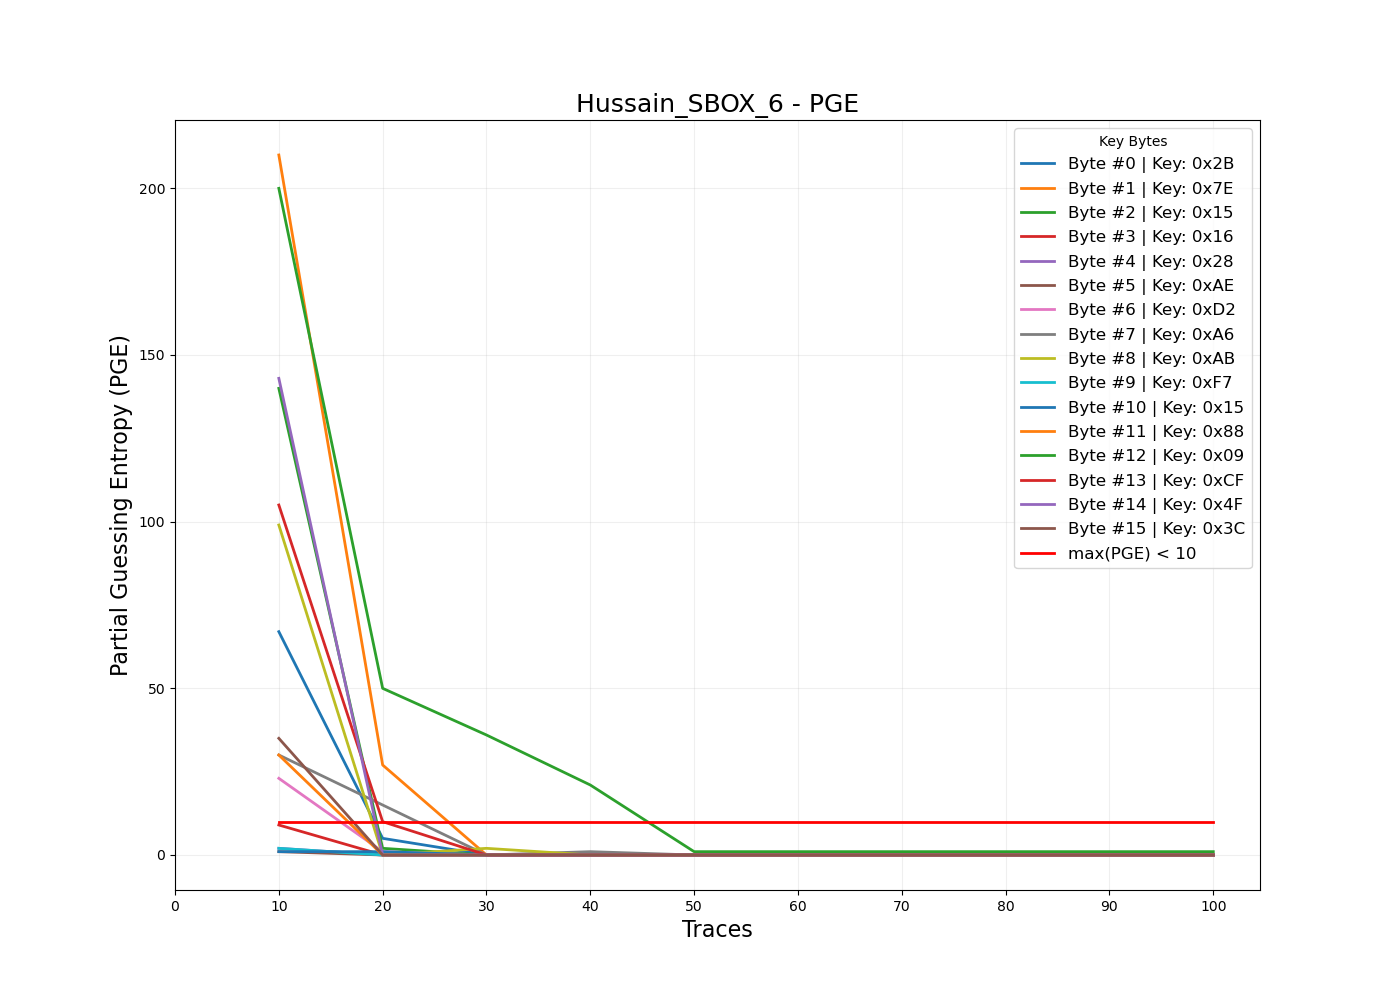 Hussain_SBOX_6 - PGE
Key Bytes
Byte #0 | Key: 0x2B
Byte #1 | Key: 0x7E
Byte #2 | Key: 0x15
Byte #3 | Key: 0x16
Byte #4 | Key: 0x28
Byte #5 | Key: 0xAE
Byte #6 | Key: 0xD2
Byte #7 | Key: 0xA6
Byte #8 | Key: 0xAB
Byte #9 | Key: 0xF7
Byte #10 | Key: 0x15
Byte #11 | Key: 0x88
Byte #12 | Key: 0x09
Byte #13 | Key: 0xCF
Byte #14 | Key: 0x4F
Byte #15 | Key: 0x3C
max(PGE) < 10
Partial Guessing Entropy (PGE)
200
150
100
50
0
0 10 20 30 40 50 60 70 80 90 100
Traces